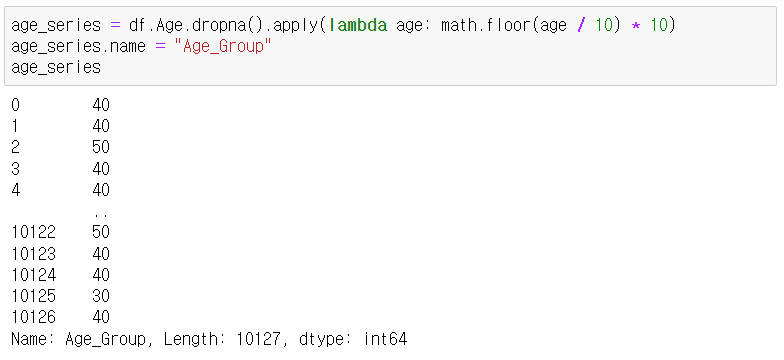 age_series = df.Age.dropna().apply(lambda age: math.floor(age / 10) * 10)
age_series.name = "Age_Group"
age_series
0 40
1 40
2 50
3 40
4 40
..
10122 50
10123 40
10124 40
10125 30
10126 40
Name: Age_Group, Length: 10127, dtype: int64